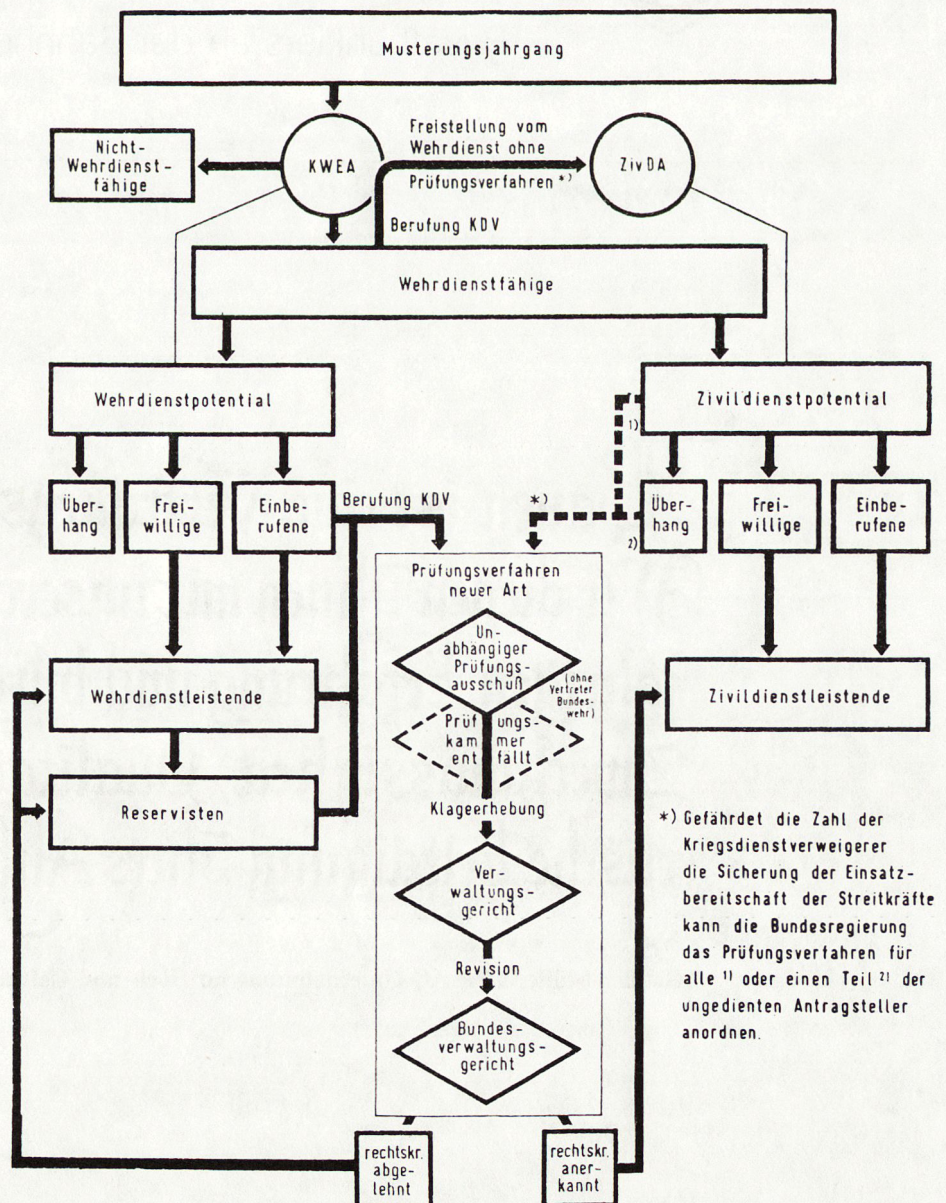 Musterungsjahrgang
Nicht-
Wehrdienst-
fähige
KWEA
Freistellung vom
Wehrdienst ohne
Prüfungsverfahren *)
ZivDA
Berufung KDV
Wehrdienstfähige
Wehrdienstpotential
Zivildienstpotential
1)
Über-
hang
Frei-
willige
Einbe-
rufene
Berufung KDV
*)
2)
Über-
hang
Frei-
willige
Einbe-
rufene
Prüfungsverfahren
neuer Art
Un-
abhängiger
Prüfungs-
ausschuß
(ohne
Vertreter
Bundes-
wehr)
Prüfungs-
kammer
entfällt
Klageerhebung
Ver-
waltungs-
gericht
Revision
Bundes-
verwaltungs-
gericht
Wehrdienstleistende
Reservisten
Zivildienstleistende
*) Gefährdet die Zahl der
Kriegsdienstverweigerer
die Sicherung der Einsatz-
bereitschaft der Streitkräfte
kann die Bundesregierung
das Prüfungsverfahren für
alle 1) oder einen Teil 2) der
ungedienten Antragsteller
anordnen.
rechtskr.
abge-
lehnt
rechtskr.
aner-
kannt